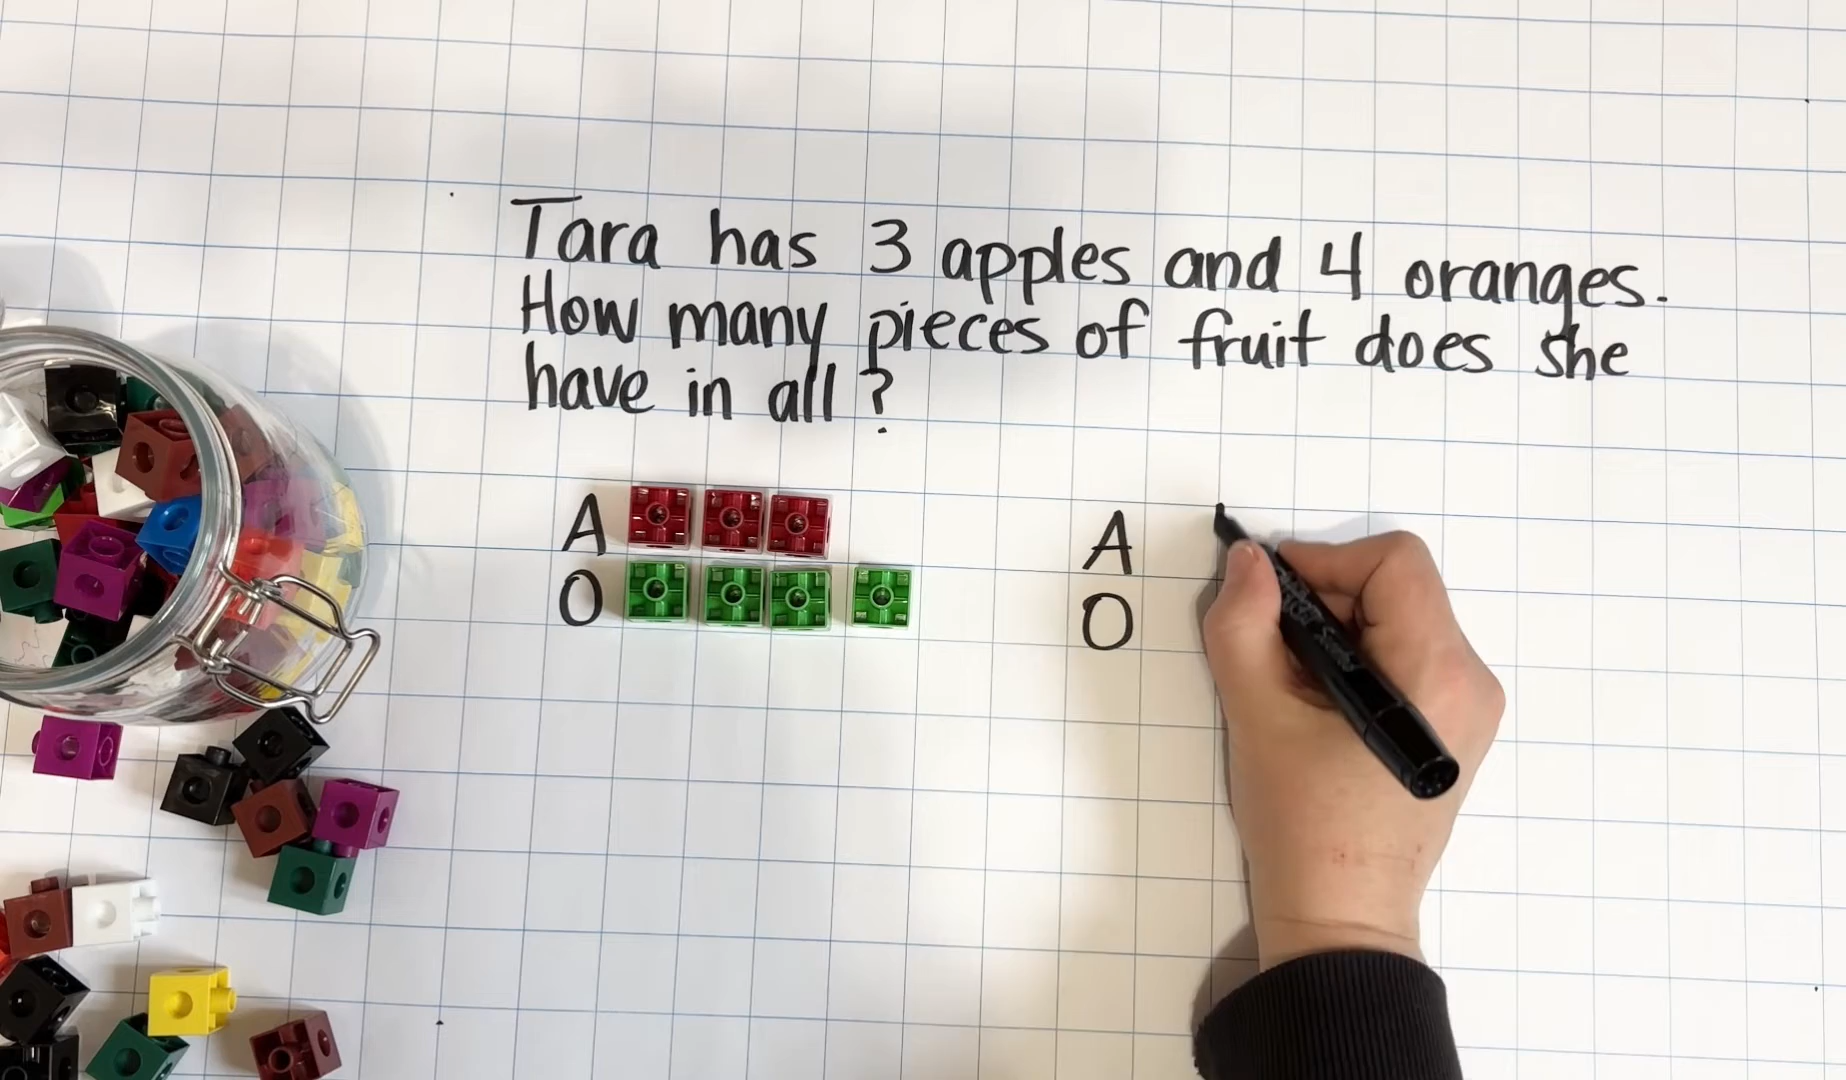 Tara has 3 apples and 4 oranges.
How many pieces of fruit does she
have in all?
A
O
A
O